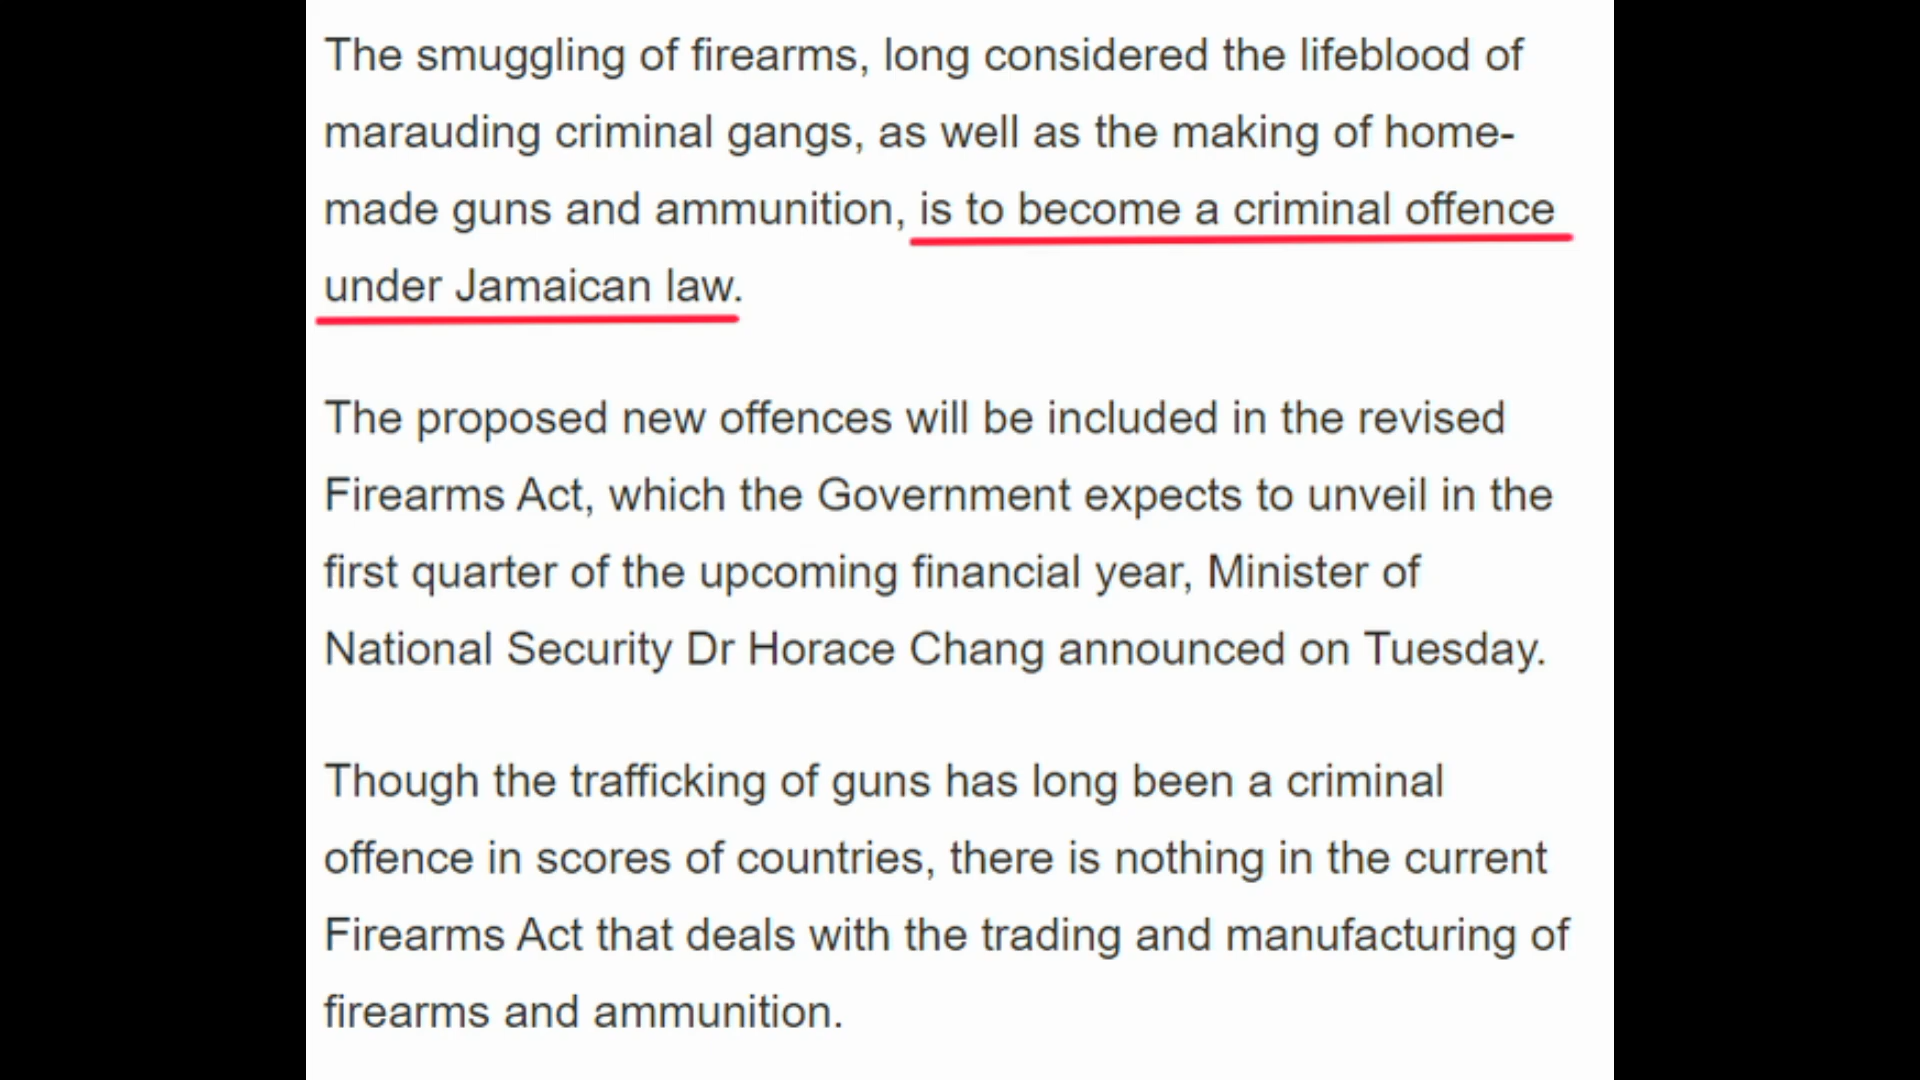 The smuggling of firearms, long considered the lifeblood of
marauding criminal gangs, as well as the making of home-
made guns and ammunition, is to become a criminal offence
under Jamaican law.
The proposed new offences will be included in the revised
Firearms Act, which the Government expects to unveil in the
first quarter of the upcoming financial year, Minister of
National Security Dr Horace Chang announced on Tuesday.
Though the trafficking of guns has long been a criminal
offence in scores of countries, there is nothing in the current
Firearms Act that deals with the trading and manufacturing of
firearms and ammunition.